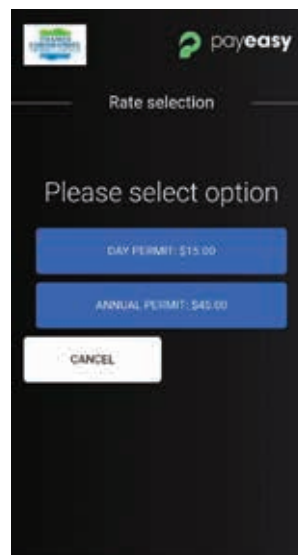 payeasy
Rate selection
Please select option
DAY PERMIT: $15.00
ANNUAL PERMIT: $45.00
CANCEL